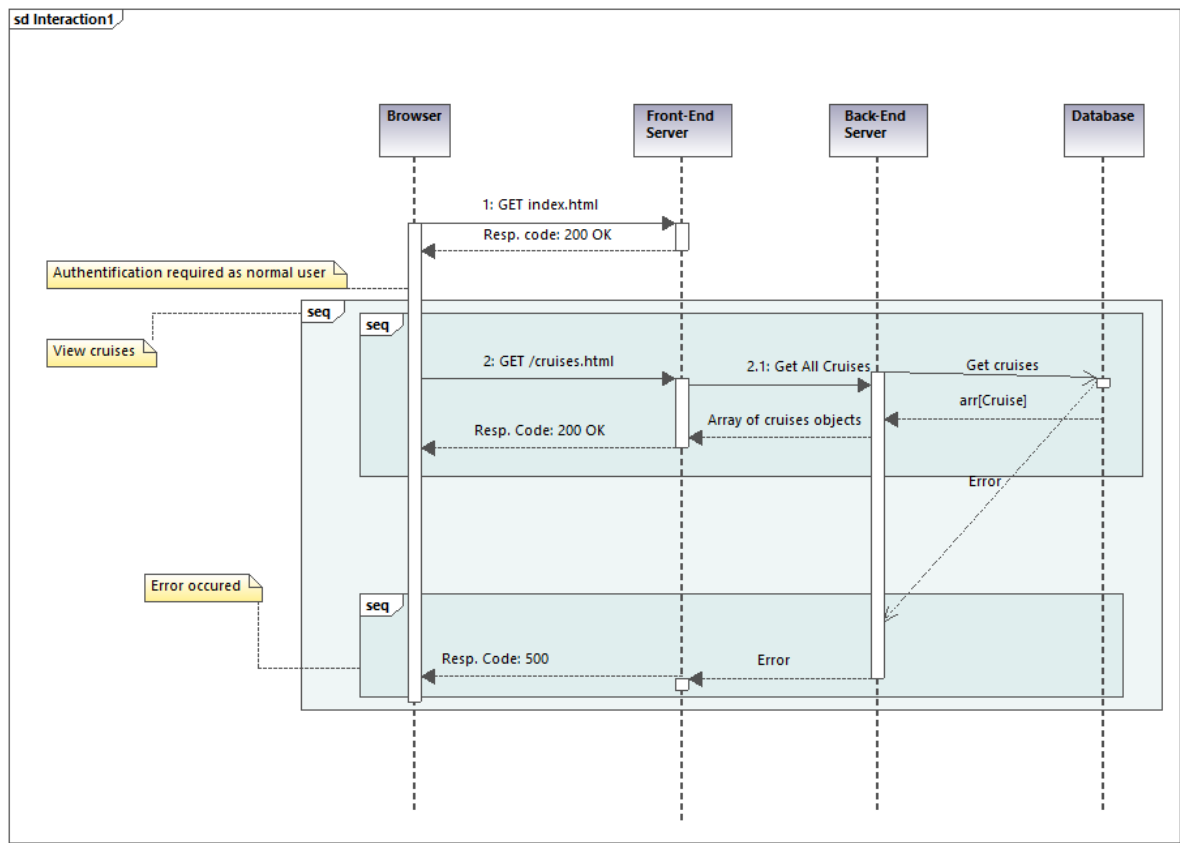 sd Interaction1
Browser
Front-End
Server
Back-End
Server
Database
1: GET index.html
Resp. code: 200 OK
Authentification required as normal user
seq
seq
View cruises
2: GET /cruises.html
2.1: Get All Cruises
Get cruises
arr[Cruise]
Array of cruises objects
Resp. Code: 200 OK
Error
Error occured
seq
Resp. Code: 500
Error